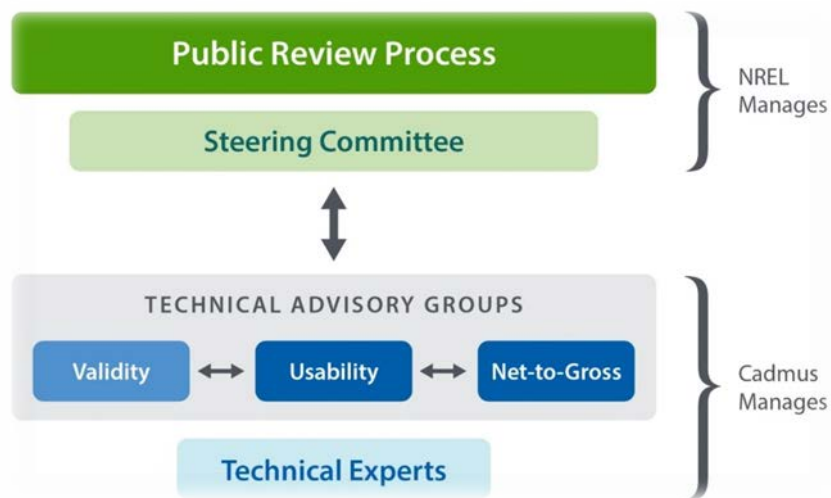 Public Review Process
Steering Committee
NREL
Manages
TECHNICAL ADVISORY GROUPS
Validity
Usability
Net-to-Gross
Cadmus
Manages
Technical Experts